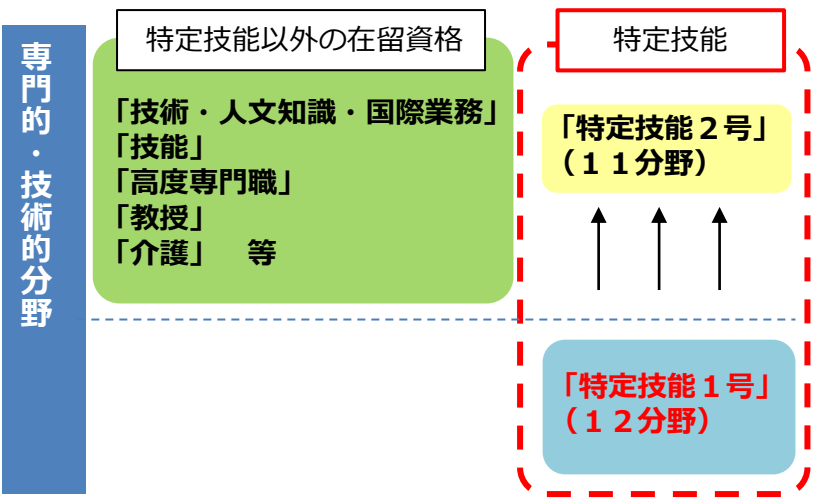 専門的・技術的分野
特定技能以外の在留資格
「技術・人文知識・国際業務」
「技能」
「高度専門職」
「教授」
「介護」　等
特定技能
「特定技能２号」
（１１分野）
「特定技能１号」
（１２分野）